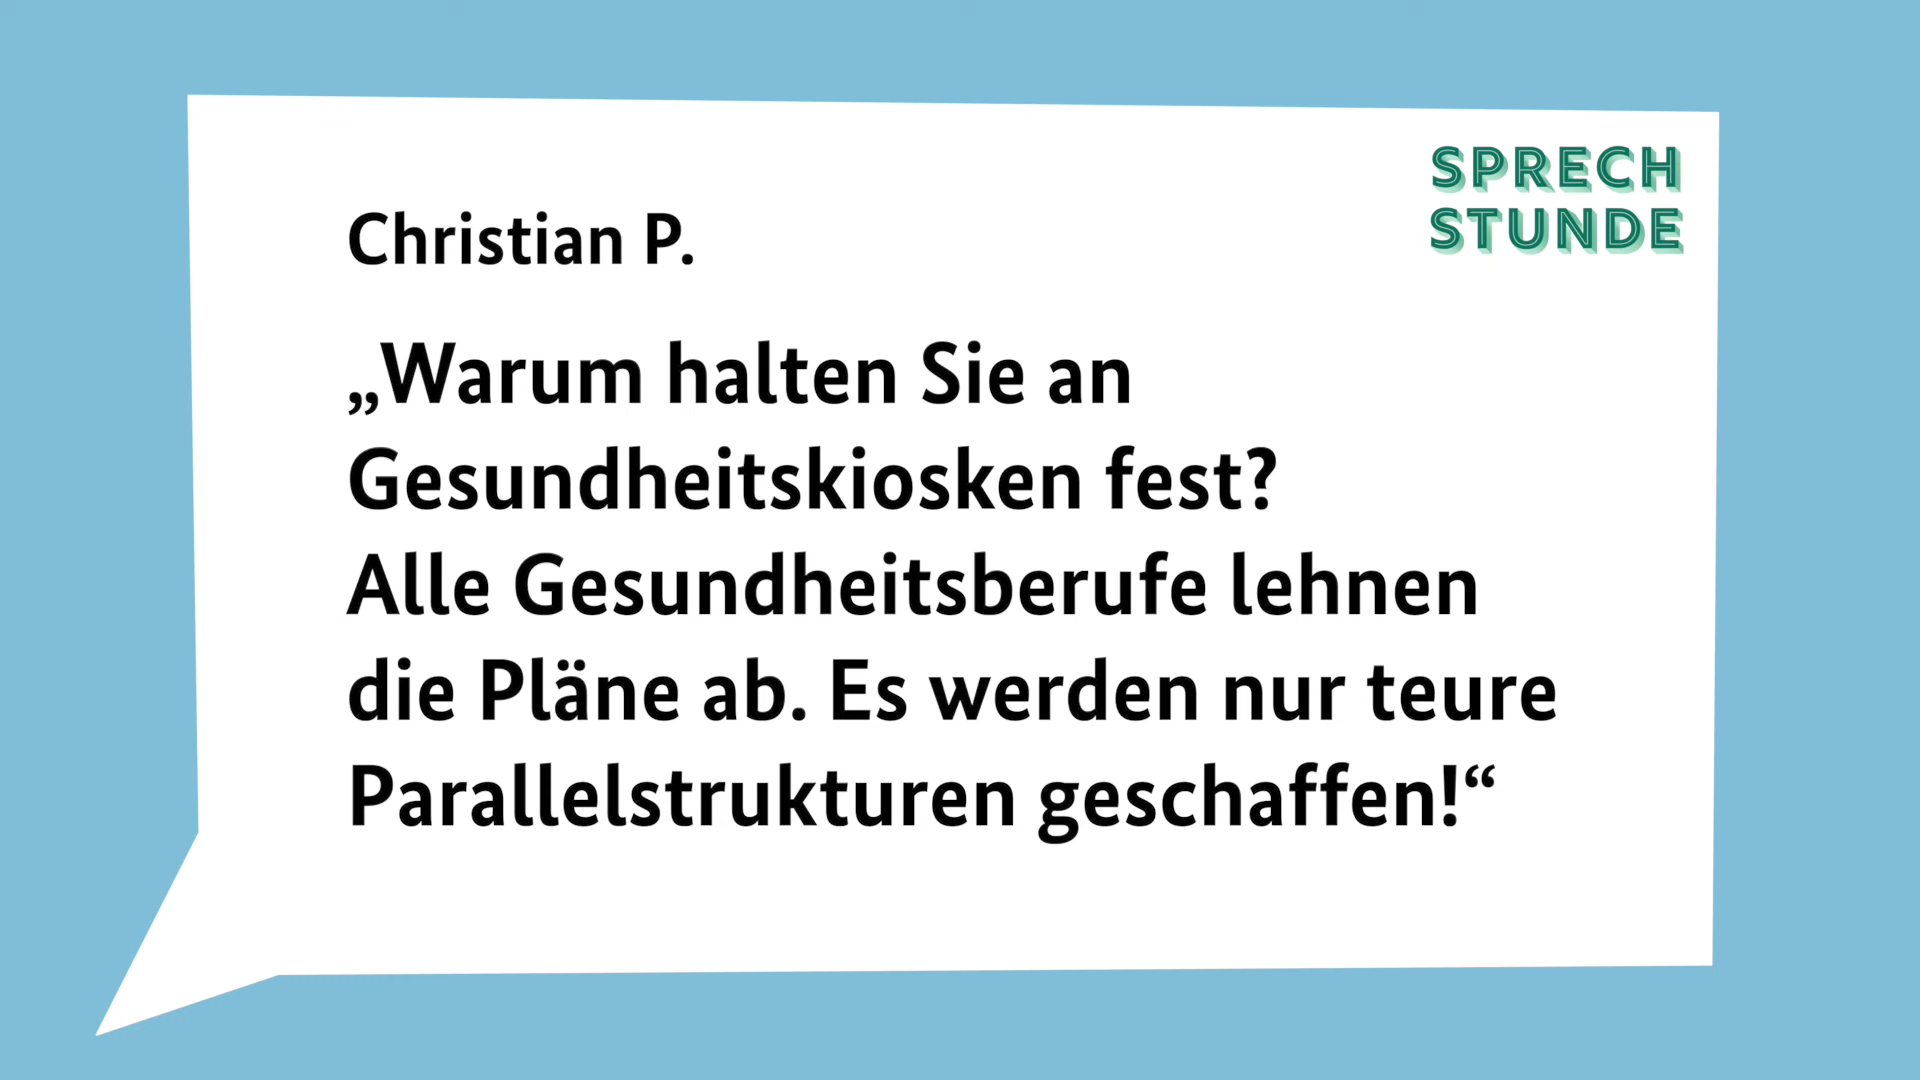 SPRECH
STUNDE
Christian P.
„Warum halten Sie an
Gesundheitskiosken fest?
Alle Gesundheitsberufe lehnen
die Pläne ab. Es werden nur teure
Parallelstrukturen geschaffen!“